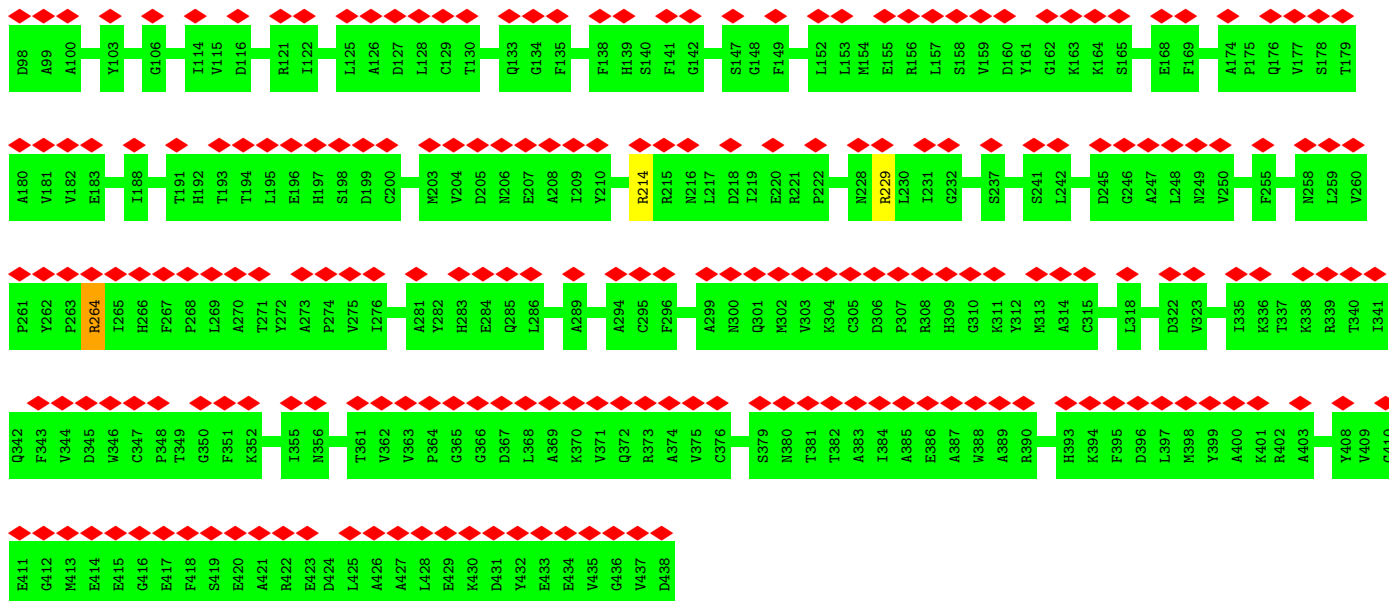 D98 A99 A100 Y103 G106 I114 V115 D116 R121 I122 L125 A126 D127 L128 C129 T130 Q133 G134 F135 F138 H139 S140 F141 G142 S147 G148 F149 L152 L153 M154 E155 R156 L157 S158 V159 D160 Y161 G162 K163 K164 S165 E168 F169 A174 P175 Q176 V177 S178 T179
A180 V181 V182 E183 I188 T191 H192 T193 T194 L195 E196 H197 S198 D199 C200 M203 V204 D205 N206 E207 A208 I209 Y210 R214 R215 N216 L217 D218 I219 E220 R221 P222 N228 R229 L230 I231 G232 S237 S241 L242 D245 G246 A247 L248 N249 V250 F255 N258 L259 V260
P261 Y262 P263 R264 I265 H266 F267 P268 L269 A270 T271 Y272 A273 P274 V275 I276 A281 Y282 H283 E284 Q285 L286 A289 A294 C295 F296 A299 N300 Q301 M302 V303 K304 C305 D306 P307 R308 H309 G310 K311 Y312 M313 A314 C315 L318 D322 V323 I335 K336 T337 K338 R339 T340 I341
Q342 F343 V344 D345 W346 C347 P348 T349 G350 F351 K352 I355 N356 T361 V362 V363 P364 G365 G366 D367 L368 A369 K370 V371 Q372 R373 A374 V375 C376 S379 N380 T381 T382 A383 I384 A385 E386 A387 W388 A389 R390 H393 K394 F395 D396 L397 M398 Y399 A400 K401 R402 A403 Y408 V409 G410
E411 G412 M413 E414 E415 G416 E417 F418 S419 E420 A421 R422 E423 D424 L425 A426 A427 L428 E429 K430 D431 Y432 E433 E434 V435 G436 V437 D438